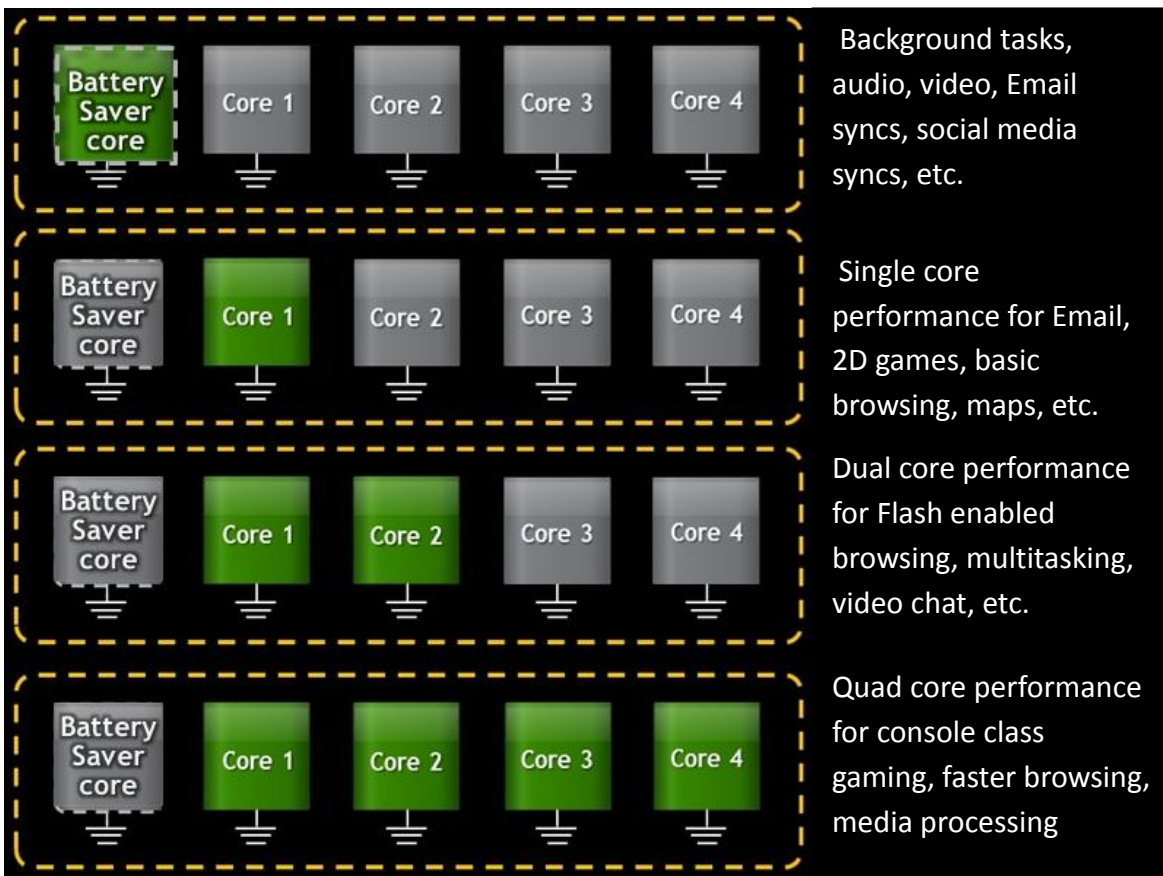 Battery
Saver
core
Core 1
Core 2
Core 3
Core 4
Background tasks,
audio, video, Email
syncs, social media
syncs, etc.
Battery
Saver
core
Core 1
Core 2
Core 3
Core 4
Single core
performance for Email,
2D games, basic
browsing, maps, etc.
Battery
Saver
core
Core 1
Core 2
Core 3
Core 4
Dual core performance
for Flash enabled
browsing, multitasking,
video chat, etc.
Battery
Saver
core
Core 1
Core 2
Core 3
Core 4
Quad core performance
for console class
gaming, faster browsing,
media processing